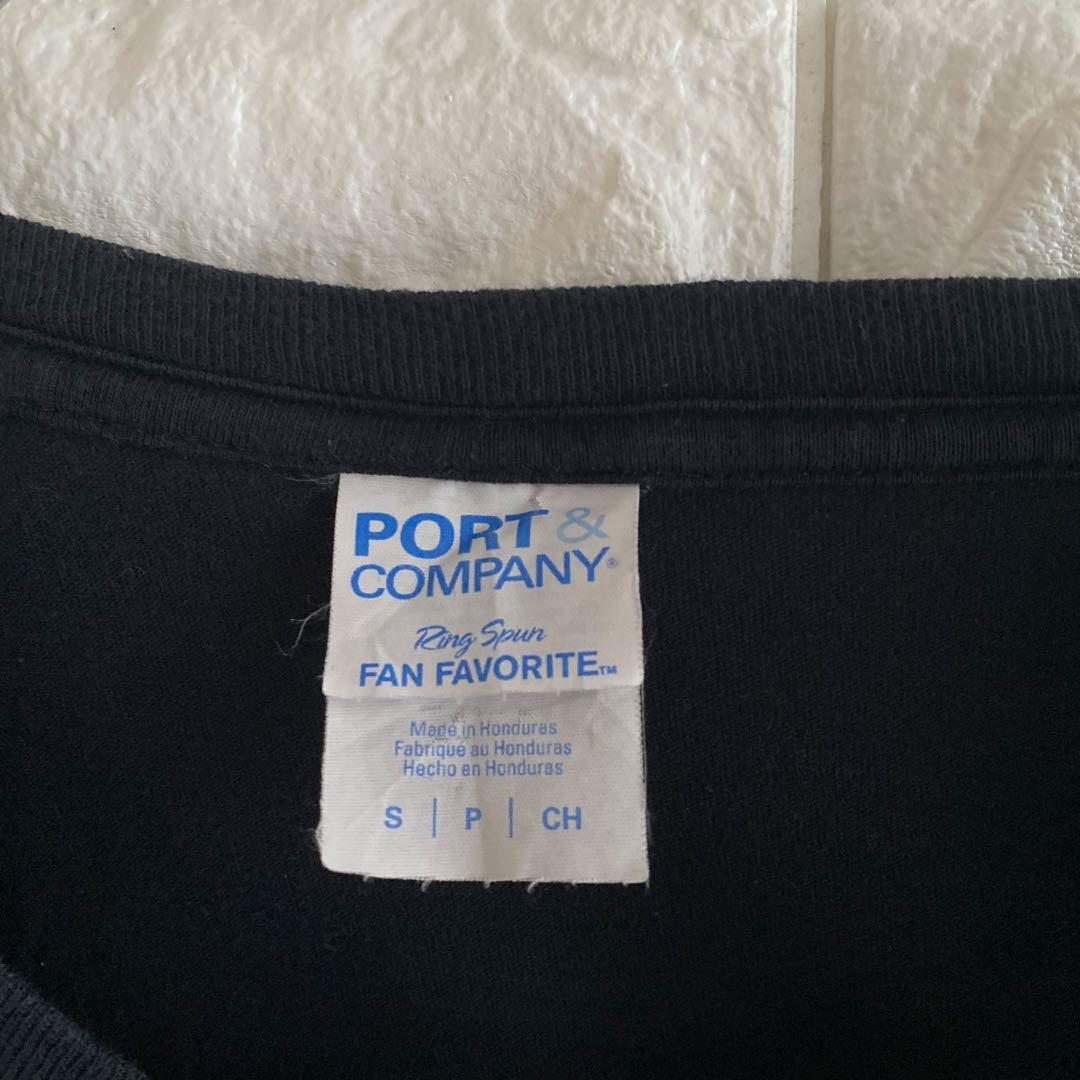 PORT &
COMPANY®
Ring Spun
FAN FAVORITE™
Made in Honduras
Fabriqué au Honduras
Hecho en Honduras
S | P | CH